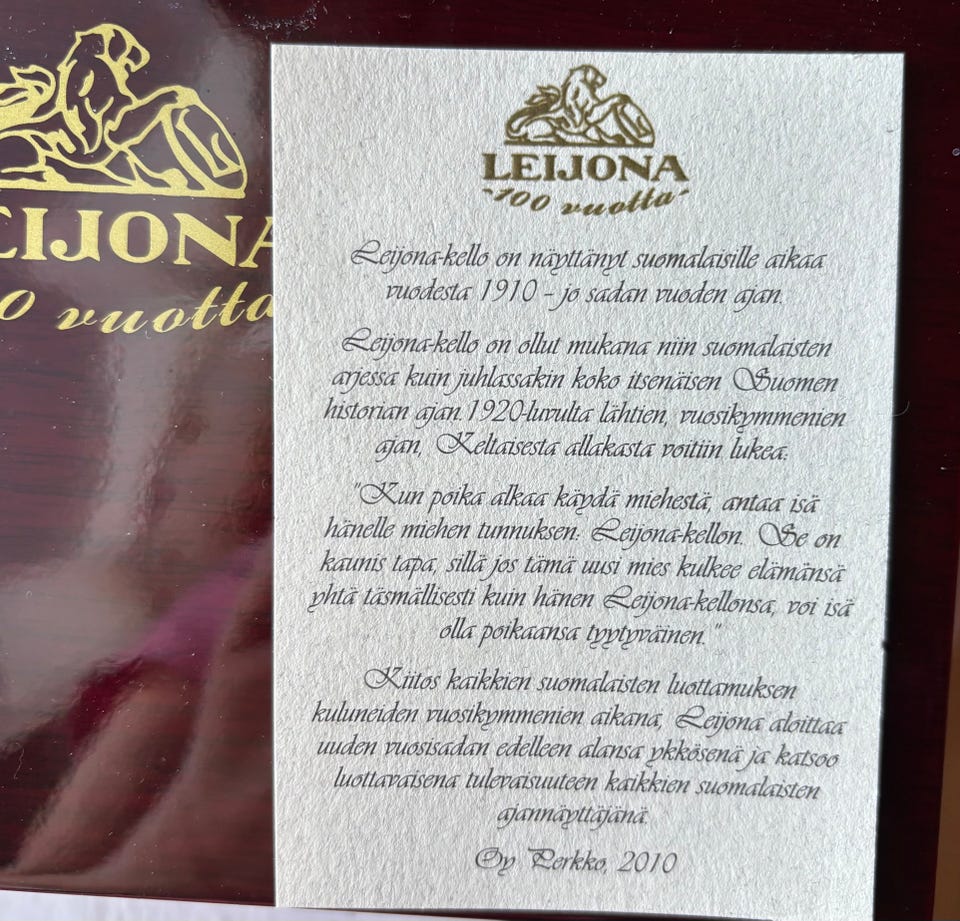 EIJONA
0 vuotta
LEIJONA
-100 vuotta-
Leijona-kello on näyttänyt suomalaisille aikaa
vuodesta 1910 - jo sadan vuoden ajan.
Leijona-kello on ollut mukana niin suomalaisten
arjessa kuin juhlassakin koko itsenäisen Suomen
historian ajan.1920-luvulta lähtien, vuosikymmenien
ajan, Keltaisesta allakasta voitiin lukea:
"Kun poika alkaa käydä miehestä, antaa isä
hänelle miehen tunnuksen: Leijona-kellon. Se on
kaunis tapa, sillä jos tämä uusi mies kulkee elämänsä
yhtä täsmällisesti kuin hänen Leijona-kellonsa, voi isä
olla poikaansa tyytyväinen."
Kiitos kaikkien suomalaisten luottamuksen
kuluneiden vuosikymmenien aikana, Leijona aloittaa
uuden vuosisadan edelleen alansa ykkösenä ja katsoo
luottavaisena tulevaisuuteen kaikkien suomalaisten
ajannäyttäjänä.
Oy Perkko, 2010